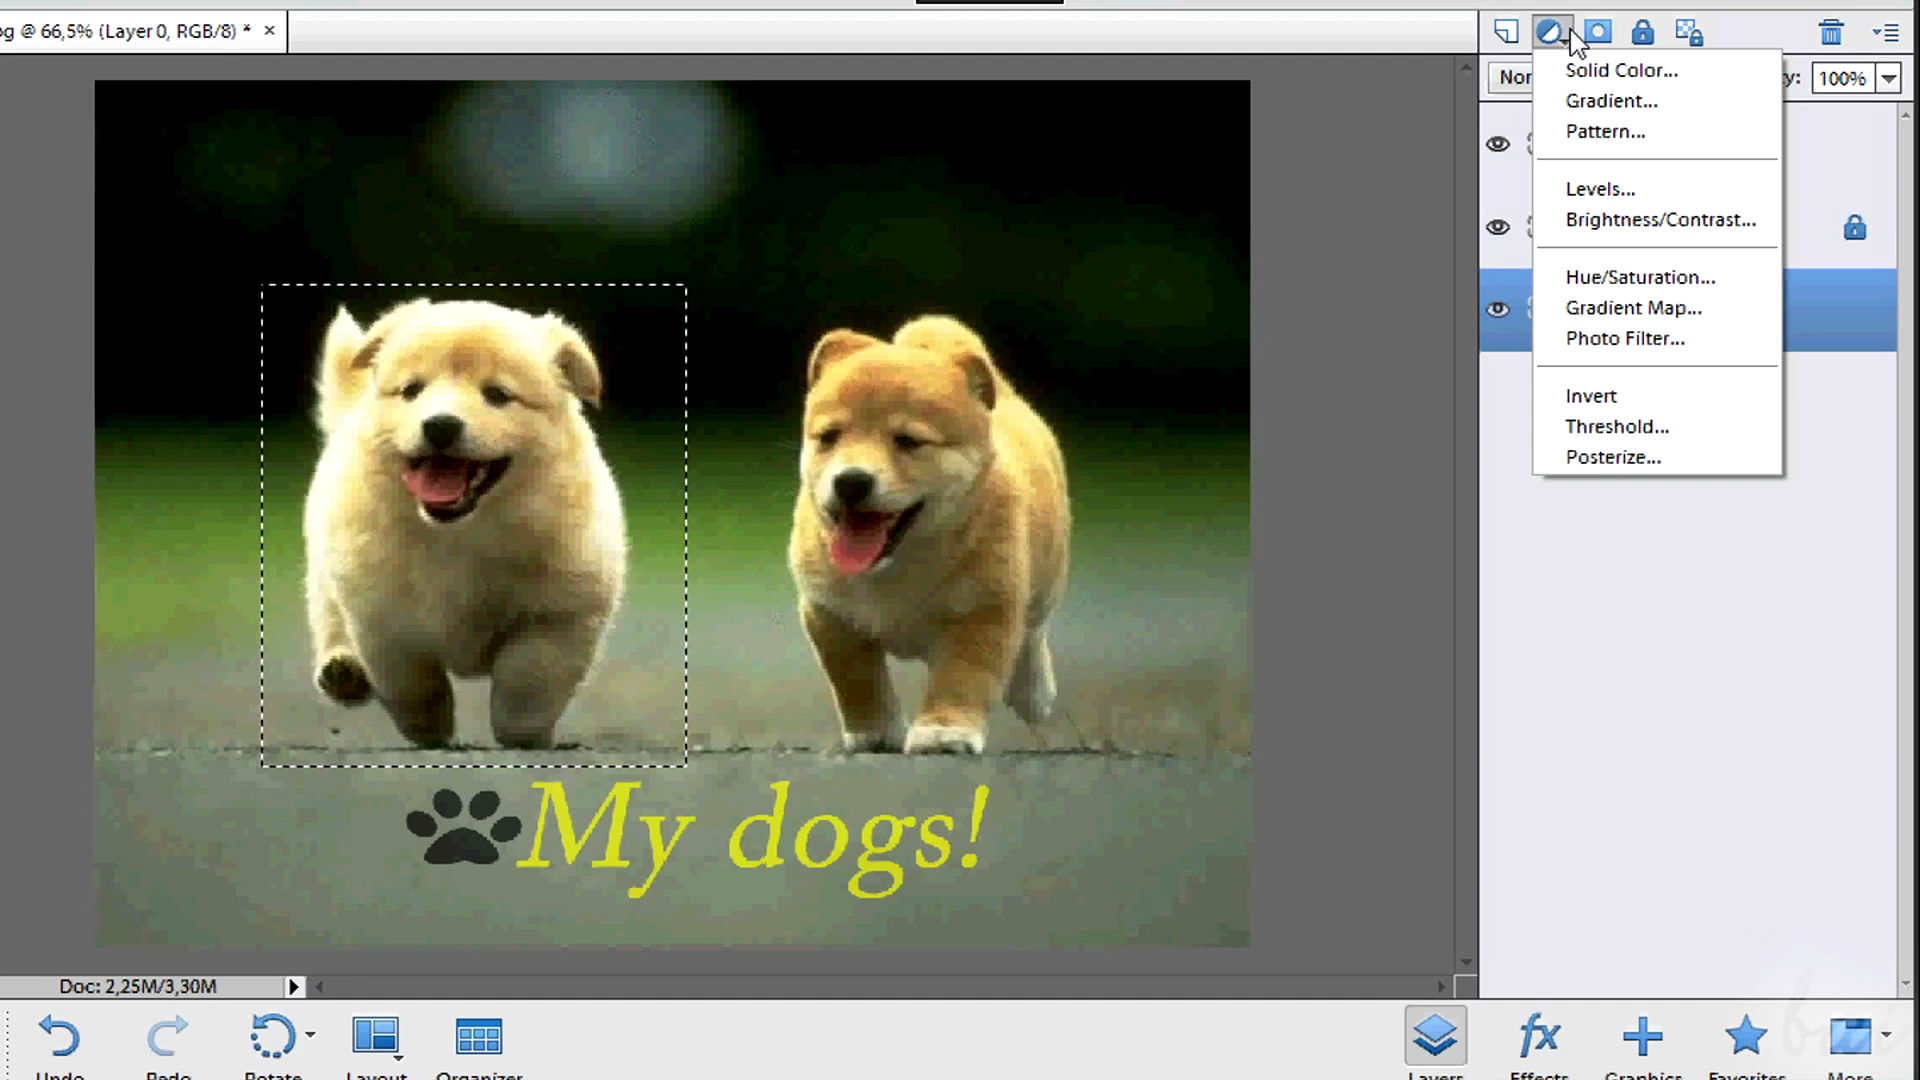 g @ 66,5% (Layer 0, RGB/8) * ×
Solid Color...
Gradient...
Pattern...
Nor
y: 100%
Levels...
Brightness/Contrast...
Hue/Saturation...
Gradient Map...
Photo Filter...
Invert
Threshold...
Posterize...
My dogs!
Doc: 2,25M/3,30M
fx
Undo Redo Rotate Layout Organizer Layers Effects Graphics Favorites More